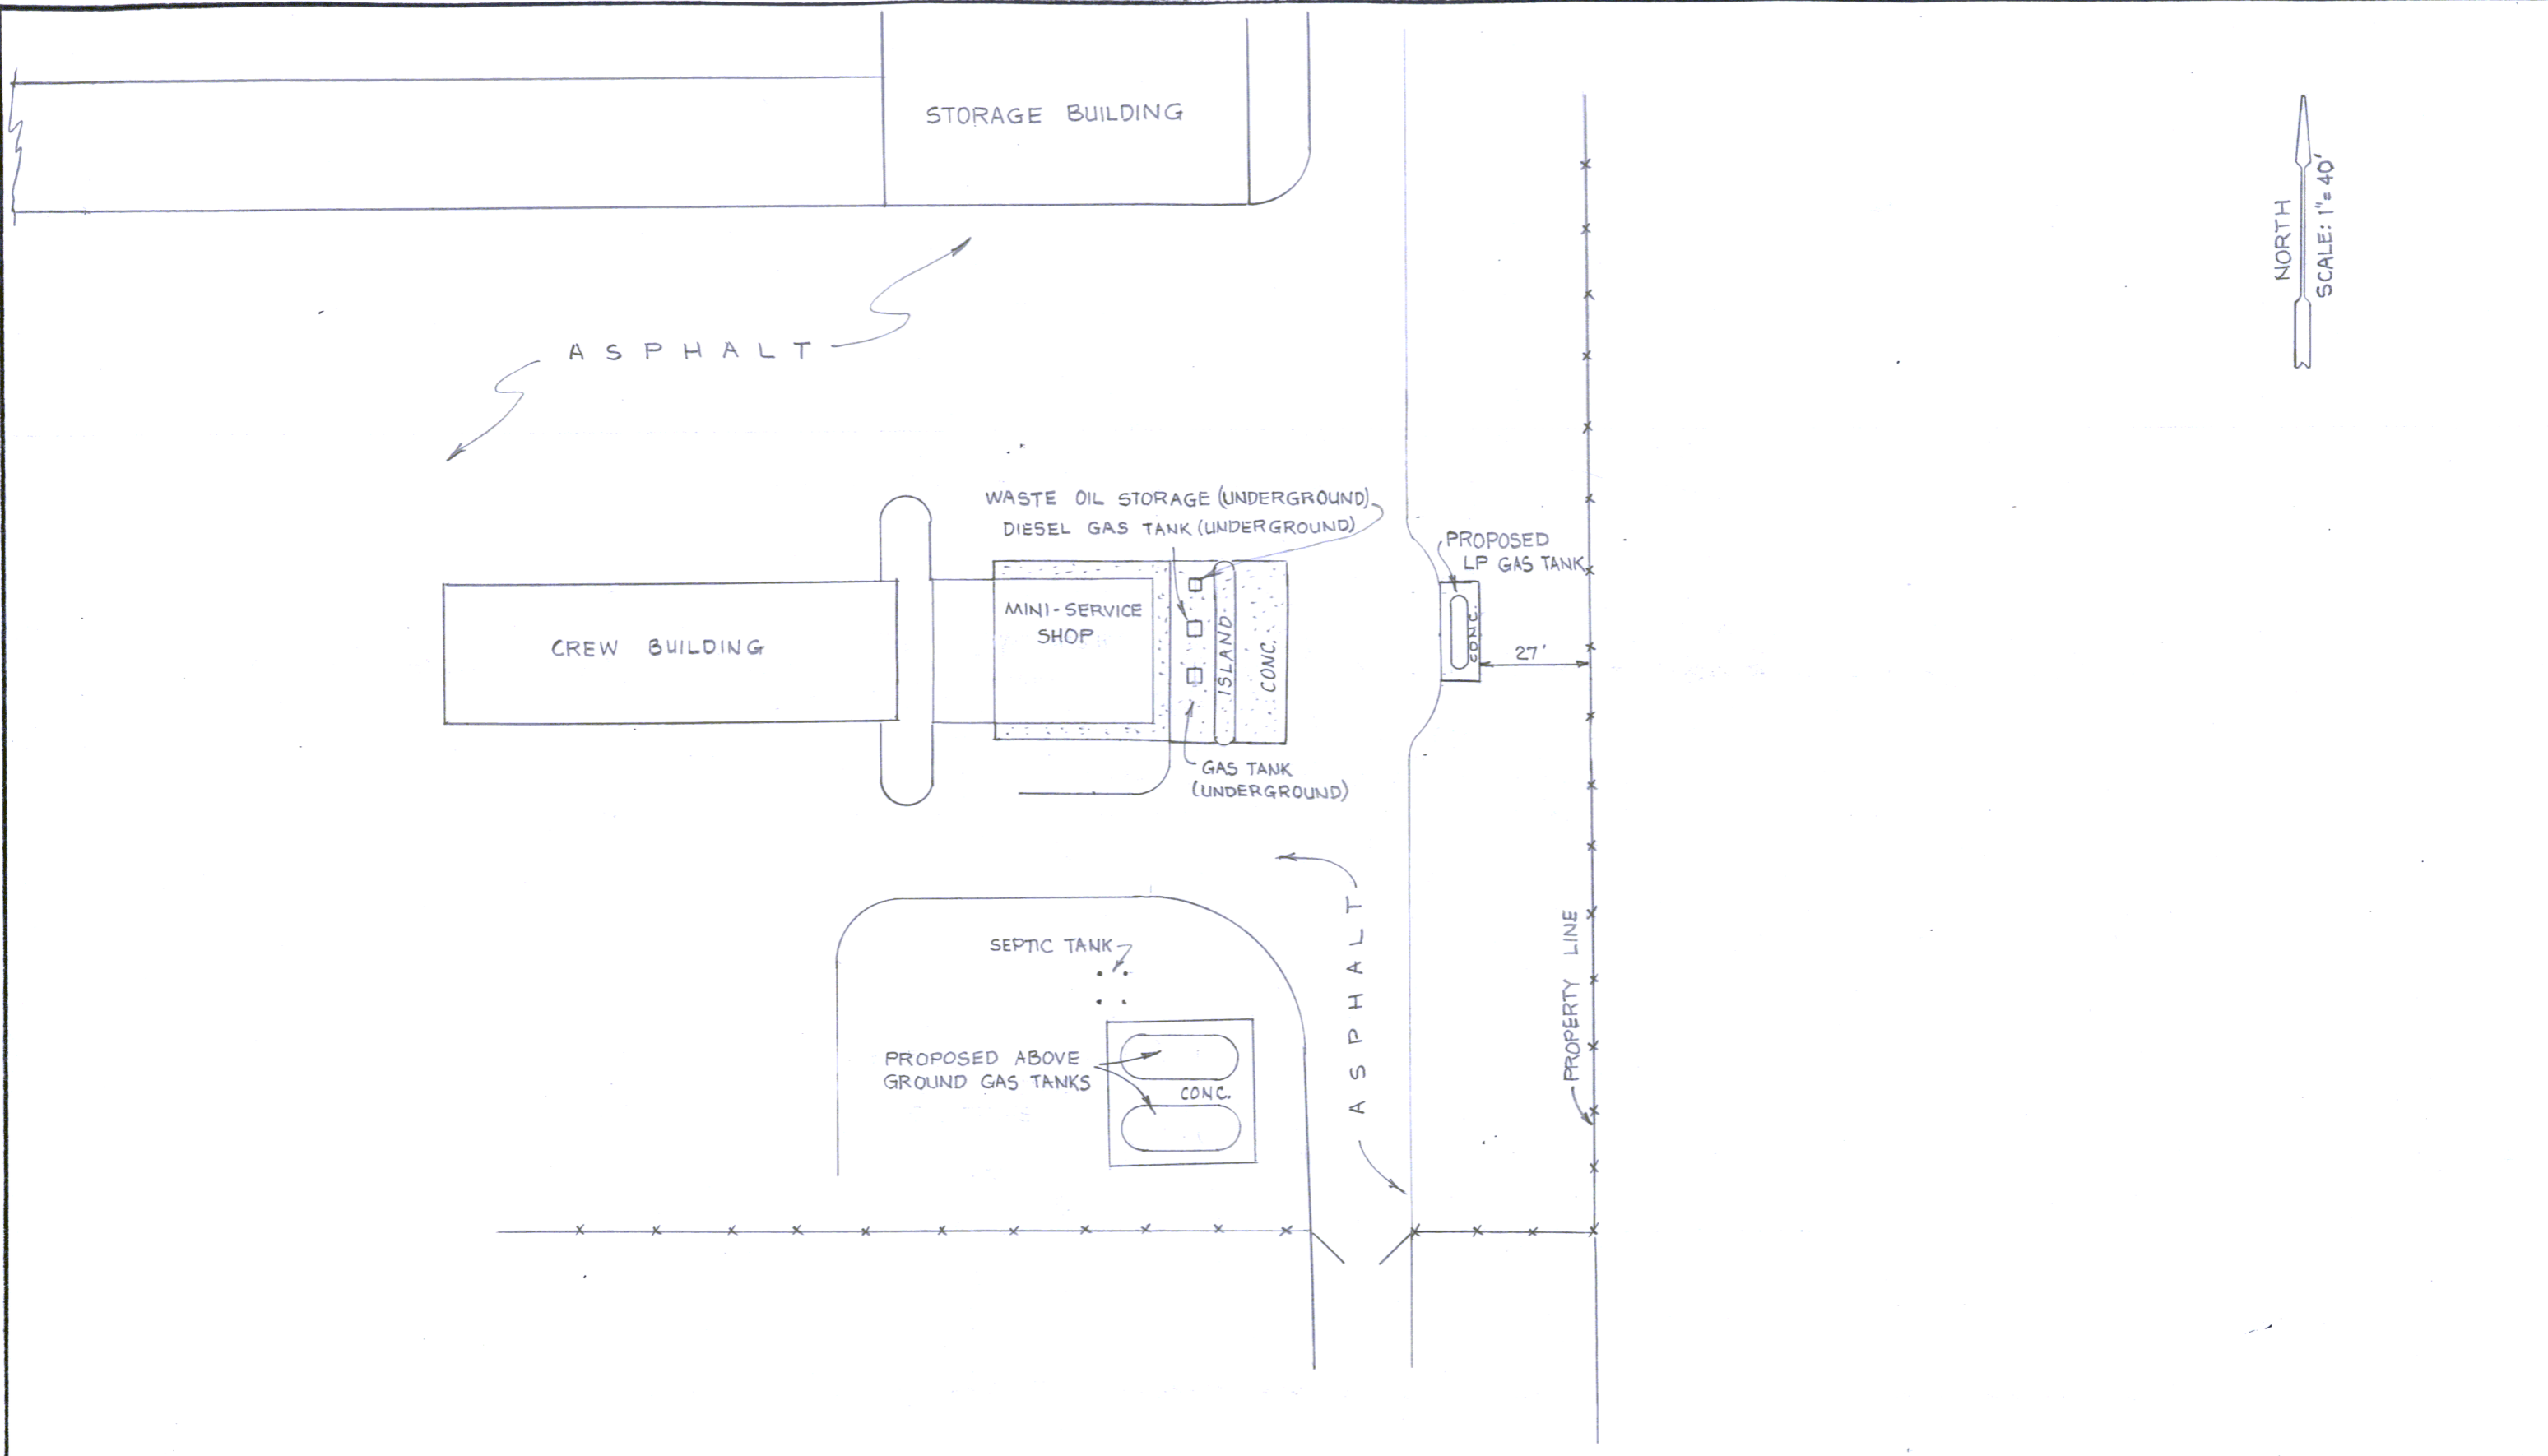 STORAGE BUILDING
NORTH
SCALE: 1"= 40'
ASPHALT
WASTE OIL STORAGE (UNDERGROUND)
DIESEL GAS TANK (UNDERGROUND)
PROPOSED
LP GAS TANK
MINI-SERVICE
SHOP
CREW BUILDING
ISLAND
CONC.
CONC.
27'
GAS TANK
(UNDERGROUND)
SEPTIC TANK
ASPHALT
PROPERTY LINE
PROPOSED ABOVE
GROUND GAS TANKS
CONC.